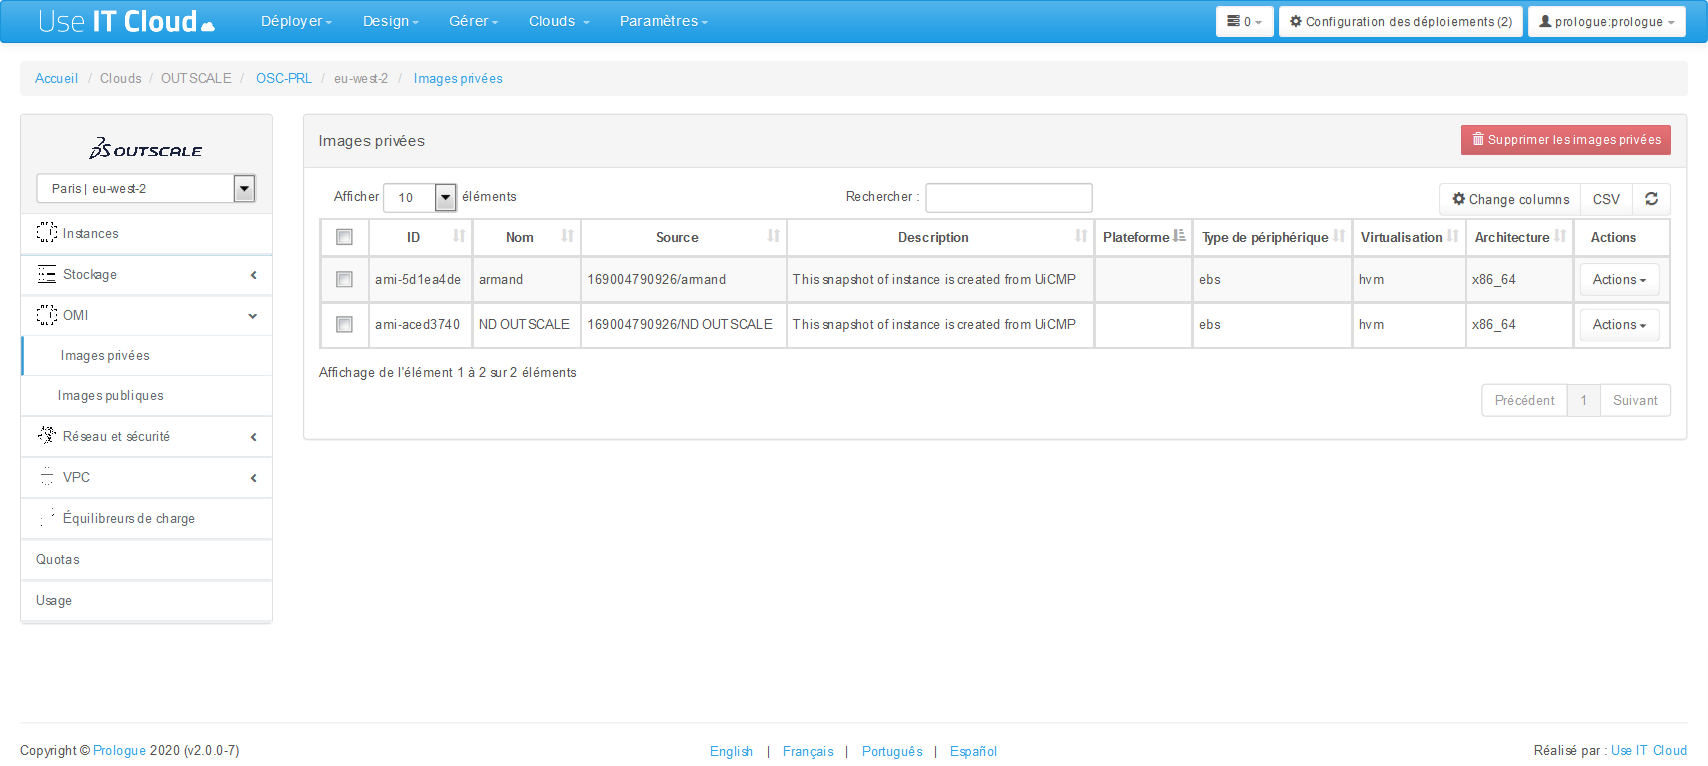 Use IT Cloud Déployer Design Gérer Clouds Paramètres 0 Configuration des déploiements (2) prologue:prologue
Accueil / Clouds / OUTSCALE / OSC-PRL / eu-west-2 / Images privées
OUTSCALE
Paris | eu-west-2
Instances
Stockage
OMI
Images privées
Images publiques
Réseau et sécurité
VPC
Équilibreurs de charge
Quotas
Usage
Images privées Supprimer les images privées
Afficher 10 éléments Rechercher : Change columns CSV
ID Nom Source Description Plateforme Type de périphérique Virtualisation Architecture Actions
ami-5d1ea4de armand 169004790926/armand This snapshot of instance is created from UiCMP ebs hvm x86_64 Actions
ami-aced3740 ND OUTSCALE 169004790926/ND OUTSCALE This snapshot of instance is created from UiCMP ebs hvm x86_64 Actions
Affichage de l'élément 1 à 2 sur 2 éléments
Précédent 1 Suivant
Copyright © Prologue 2020 (v2.0.0-7) English | Français | Português | Español Réalisé par : Use IT Cloud